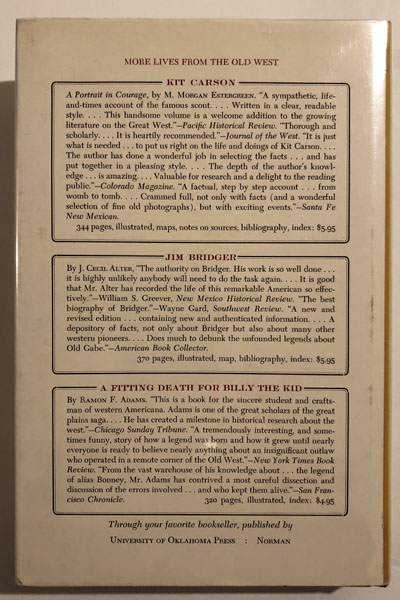 MORE LIVES FROM THE OLD WEST
KIT CARSON
A Portrait in Courage, by M. MORGAN ESTERGREEN. "A sympathetic, life-
and-times account of the famous scout. . . . Written in a clear, readable
style. . . . This handsome volume is a welcome addition to the growing
literature on the Great West."—Pacific Historical Review. "Thorough and
scholarly. . . . It is heartily recommended."—Journal of the West. "It is just
what is needed . . . to put us right on the life and doings of Kit Carson. . . .
The author has done a wonderful job in selecting the facts . . . and has
put together in a pleasing style. . . . The depth of the author's knowl-
edge . . . is amazing. . . . Valuable for research and a delight to the reading
public."—Colorado Magazine. "A factual, step by step account . . . from
womb to tomb. . . . Crammed full, not only with facts (and a wonderful
selection of fine old photographs), but with exciting events."—Santa Fe
New Mexican.
344 pages, illustrated, maps, notes on sources, bibliography, index: $5.95
JIM BRIDGER
By J. CECIL ALTER, "The authority on Bridger. His work is so well done . . .
it is highly unlikely anybody will need to do the task again. . . . It is good
that Mr. Alter has recorded the life of this remarkable American so effec-
tively."—William S. Greever, New Mexico Historical Review. "The best
biography of Bridger."—Wayne Gard, Southwest Review. "A new and
revised edition . . . containing new and authenticated information. . . . A
depository of facts, not only about Bridger but also about many other
western pioneers. . . . Does much to debunk the unfounded legends about
Old Gabe."—American Book Collector.
370 pages, illustrated, map, bibliography, index: $5.95
A FITTING DEATH FOR BILLY THE KID
By RAMON F. ADAMS. "This is a book for the sincere student and crafts-
man of western Americana. Adams is one of the great scholars of the great
plains saga. . . . He has created a milestone in historical research about the
west."—Chicago Sunday Tribune. "A tremendously interesting, and some-
times funny, story of how a legend was born and how it grew until nearly
everyone is ready to believe nearly anything about an insignificant outlaw
who operated in a remote corner of the Old West."—New York Times Book
Review. "From the vast warehouse of his knowledge about . . . the legend
of alias Bonney, Mr. Adams has contrived a most careful dissection and
discussion of the errors involved . . . and who kept them alive."—San Fran-
cisco Chronicle. 320 pages, illustrated, index: $4.95
Through your favorite bookseller, published by
UNIVERSITY OF OKLAHOMA PRESS : NORMAN